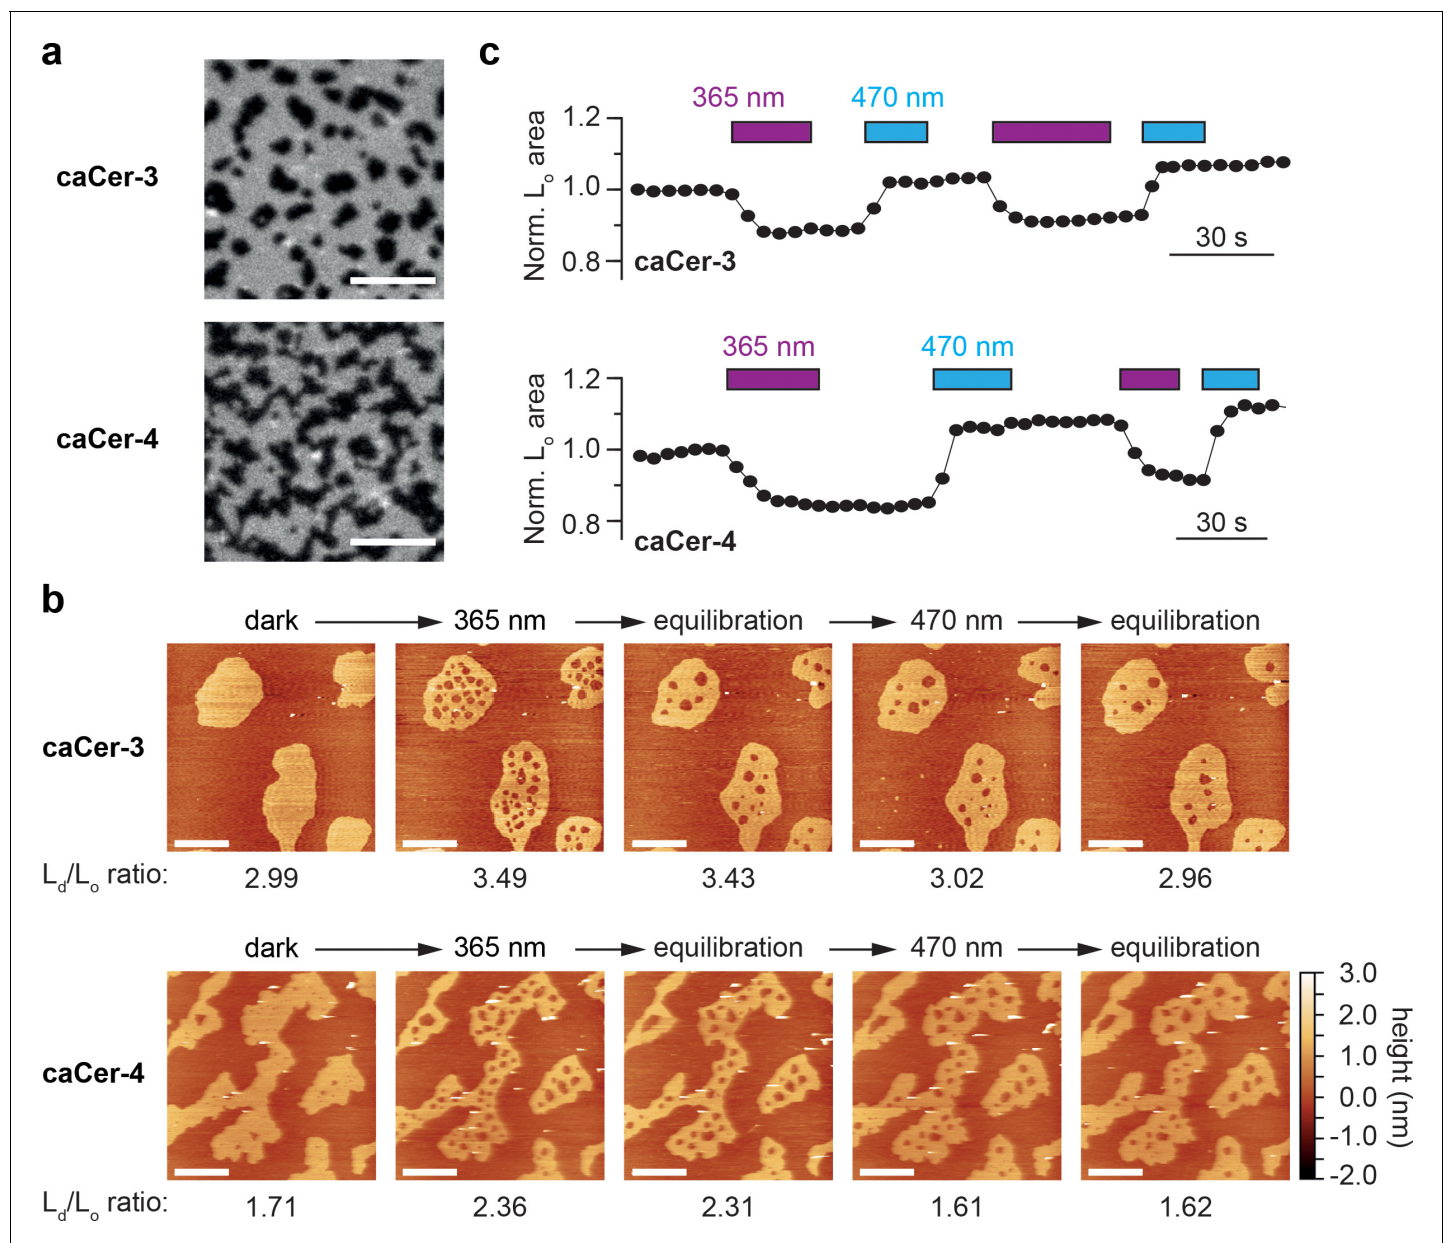 a
caCer-3
caCer-4
c
365 nm
470 nm
Norm. Lo area
1.2
1.0
0.8
caCer-3
30 s
365 nm
470 nm
Norm. Lo area
1.2
1.0
0.8
caCer-4
30 s
b
dark 365 nm equilibration 470 nm equilibration
caCer-3
Ld/Lo ratio: 2.99 3.49 3.43 3.02 2.96
dark 365 nm equilibration 470 nm equilibration
caCer-4
3.0
2.0
1.0
0.0
-1.0
-2.0
height (nm)
Ld/Lo ratio: 1.71 2.36 2.31 1.61 1.62